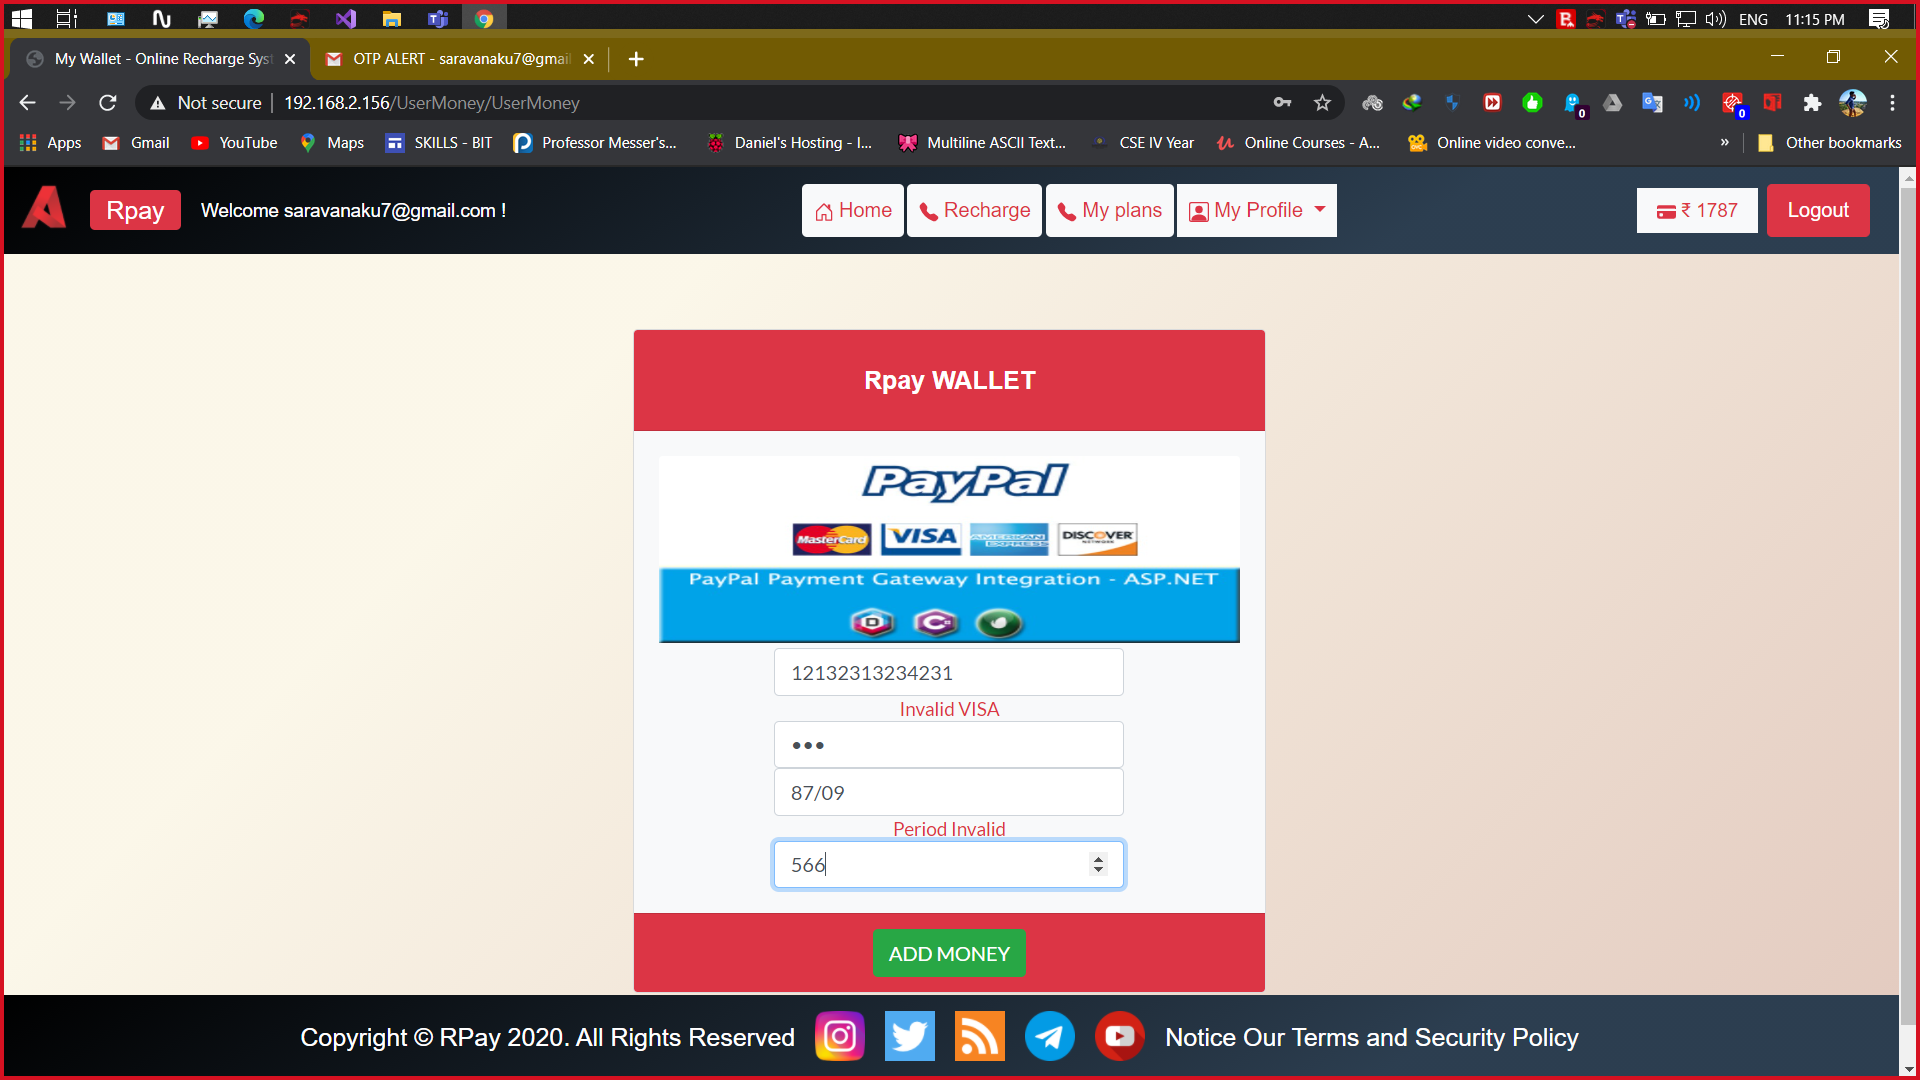 ENG 11:15 PM
My Wallet - Online Recharge Syst
OTP ALERT - saravanaku7@gmail
Not secure 192.168.2.156/UserMoney/UserMoney
0 0
Apps Gmail YouTube Maps SKILLS - BIT Professor Messer's... Daniel's Hosting - I... Multiline ASCII Text... CSE IV Year Online Courses - A... Online video conve... » Other bookmarks
Rpay Welcome saravanaku7@gmail.com ! Home Recharge My plans My Profile ₹ 1787 Logout
Rpay WALLET
PayPal
MasterCard VISA AMERICAN EXPRESS DISCOVER NETWORK
PayPal Payment Gateway Integration - ASP.NET
D C
12132313234231
Invalid VISA
87/09
Period Invalid
566
ADD MONEY
Copyright © RPay 2020. All Rights Reserved Notice Our Terms and Security Policy